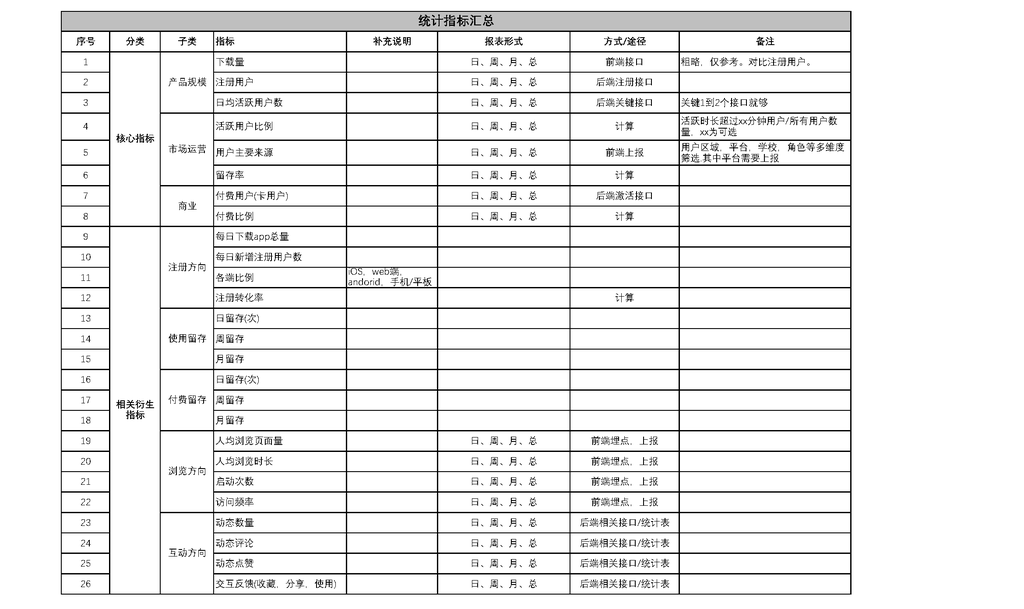 统计指标汇总
序号 分类 子类 指标 补充说明 报表形式 方式/途径 备注
1 核心指标 产品规模 下载量 日、周、月、总 前端接口 粗略，仅参考。对比注册用户。
2 注册用户 日、周、月、总 后端注册接口
3 日均活跃用户数 日、周、月、总 后端关键接口 关键1到2个接口就够
4 市场运营 活跃用户比例 日、周、月、总 计算 活跃时长超过xx分钟用户/所有用户数
量，xx为可选
5 用户主要来源 日、周、月、总 前端上报 用户区域，平台，学校，角色等多维度
筛选,其中平台需要上报
6 留存率 日、周、月、总 计算
7 商业 付费用户(卡用户) 日、周、月、总 后端激活接口
8 付费比例 日、周、月、总 计算
9 相关衍生
指标 注册方向 每日下载app总量
10 每日新增注册用户数
11 各端比例 iOS，web端，
andorid，手机/平板
12 注册转化率 计算
13 使用留存 日留存(次)
14 周留存
15 月留存
16 付费留存 日留存(次)
17 周留存
18 月留存
19 浏览方向 人均浏览页面量 日、周、月、总 前端埋点，上报
20 人均浏览时长 日、周、月、总 前端埋点，上报
21 启动次数 日、周、月、总 前端埋点，上报
22 访问频率 日、周、月、总 前端埋点，上报
23 互动方向 动态数量 日、周、月、总 后端相关接口/统计表
24 动态评论 日、周、月、总 后端相关接口/统计表
25 动态点赞 日、周、月、总 后端相关接口/统计表
26 交互反馈(收藏，分享，使用) 日、周、月、总 后端相关接口/统计表